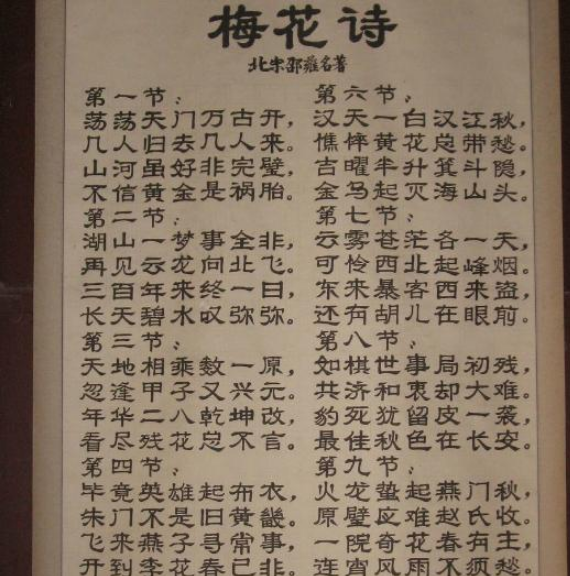 梅花诗
北宋邵雍名著
第一节：
荡荡天门万古开，
几人归去几人来。
山河虽好非完璧，
不信黄金是祸胎。
第二节：
湖山一梦事全非，
再见云龙向北飞。
三百年来终一日，
长天碧水叹弥弥。
第三节：
天地相乘数一原，
忽逢甲子又兴元。
年华二八乾坤改，
看尽残花总不言。
第四节：
毕竟英雄起布衣，
朱门不是旧黄畿。
飞来燕子寻常事，
开到李花春已非。
第六节：
汉天一白汉江秋，
憔悴黄花总带愁。
吉曜半升箕斗隐，
金乌起灭海山头。
第七节：
云雾苍茫各一天，
可怜西北起烽烟。
东来暴客西来盗，
还有胡儿在眼前。
第八节：
如棋世事局初残，
共济和衷却大难。
豹死犹留皮一袭，
最佳秋色在长安。
第九节：
火龙蛰起燕门秋，
原璧应难赵氏收。
一院奇花春有主，
连宵风雨不须愁。